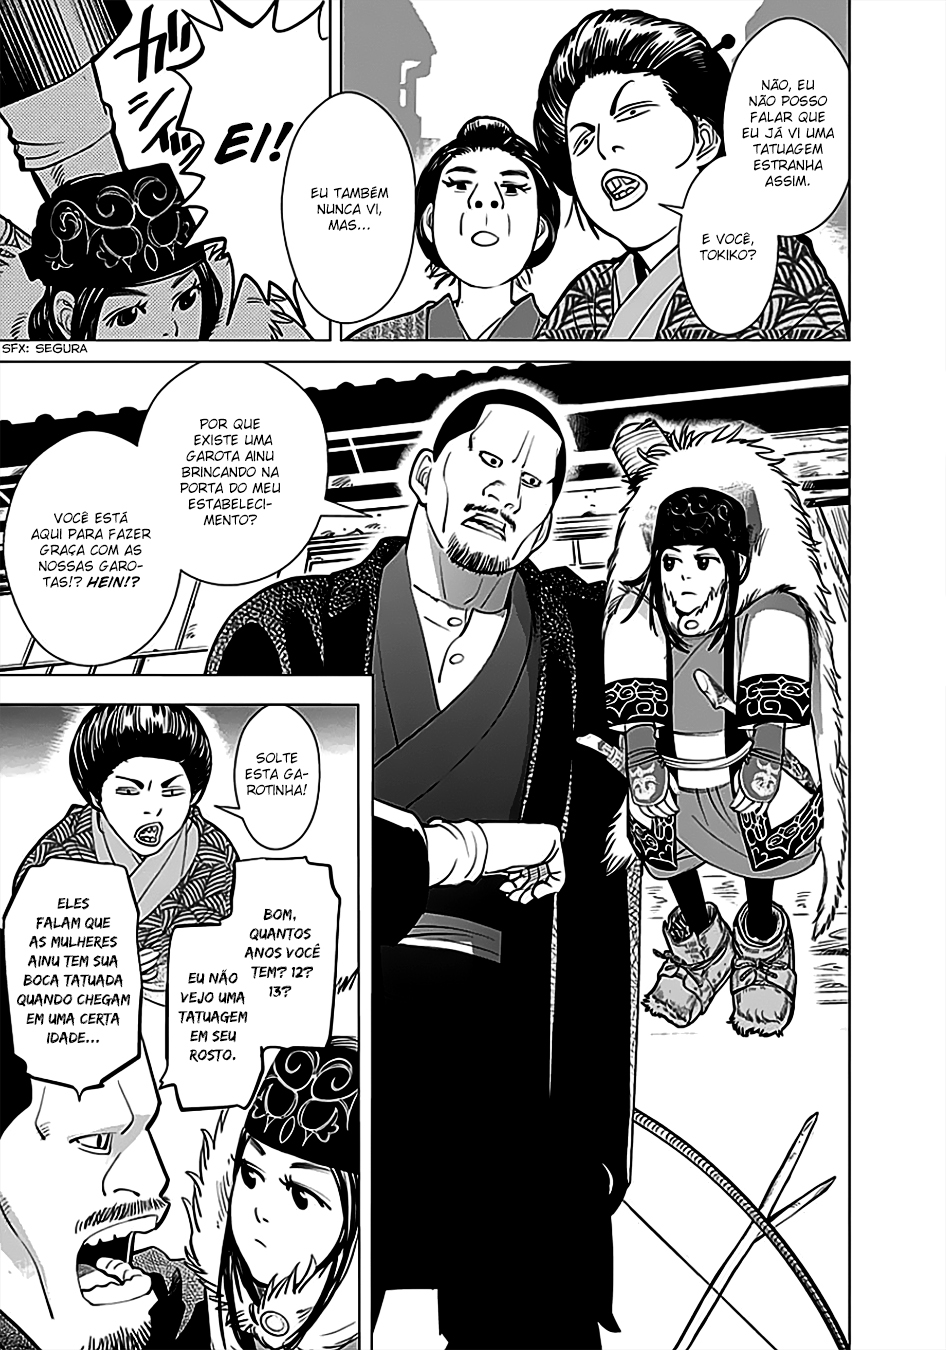 NÃO, EU
NÃO POSSO
FALAR QUE
EU JÁ VI UMA
TATUAGEM
ESTRANHA
ASSIM.
E VOCÊ,
TOKIKO?
EU TAMBÉM
NUNCA VI,
MAS...
EI!
ガシッ
SFX: SEGURA
POR QUE
EXISTE UMA
GAROTA AINU
BRINCANDO NA
PORTA DO MEU
ESTABELECI-
MENTO?
VOCÊ ESTÁ
AQUI PARA FAZER
GRAÇA COM AS
NOSSAS GARO-
TAS!? HEIN!?
SOLTE
ESTA GA-
ROTINHA!
BOM,
QUANTOS
ANOS VOCÊ
TEM? 12?
13?
EU NÃO
VEJO UMA
TATUAGEM
EM SEU
ROSTO.
ELES
FALAM QUE
AS MULHERES
AINU TEM SUA
BOCA TATUADA
QUANDO CHEGAM
EM UMA CERTA
IDADE...